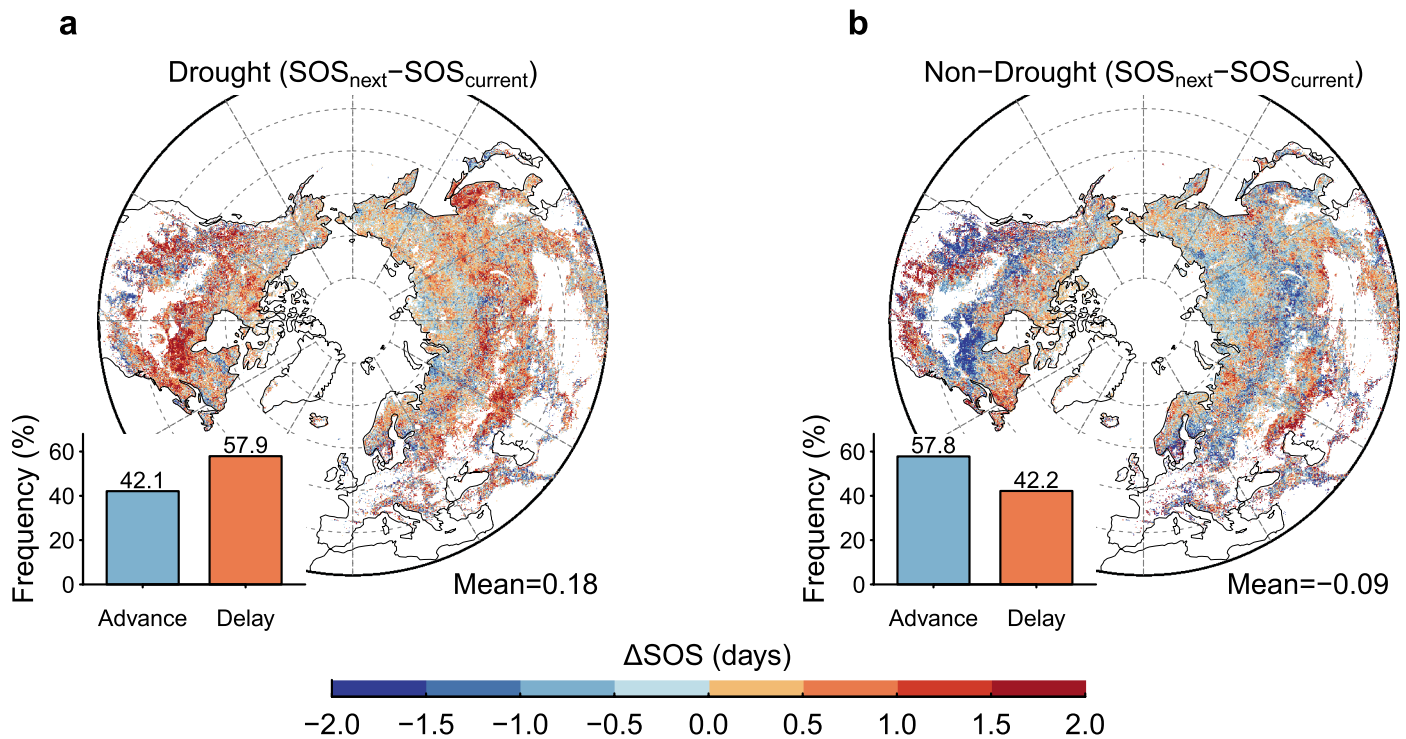 a
b
Drought (SOSnext−SOScurrent)
Non−Drought (SOSnext−SOScurrent)
Frequency (%)
60
40
20
0
42.1
57.9
Advance
Delay
Mean=0.18
Frequency (%)
60
40
20
0
57.8
42.2
Advance
Delay
Mean=−0.09
ΔSOS (days)
−2.0 −1.5 −1.0 −0.5 0.0 0.5 1.0 1.5 2.0